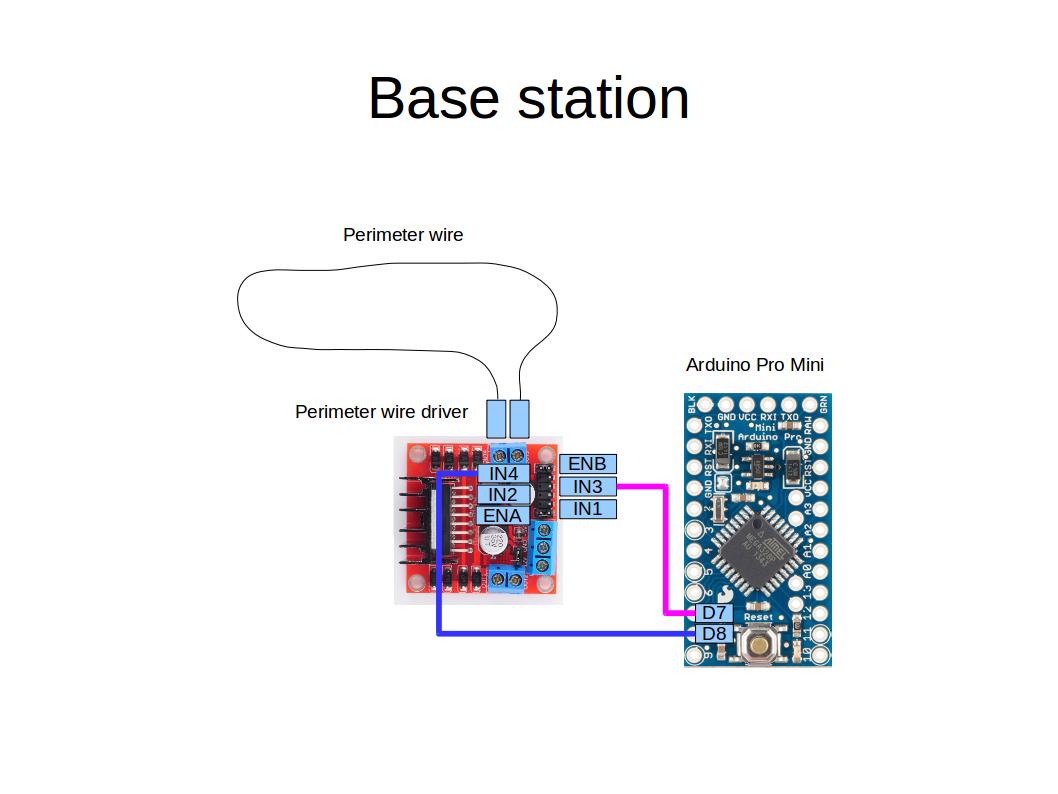 Base station
Perimeter wire
Arduino Pro Mini
Perimeter wire driver
IN4
IN2
ENA
ENB
IN3
IN1
BLK
GND VCC RXI TXO
GRN
Mini
Arduino Pro
TXO
RXI
RST
GND
2
3
4
5
6
RAW
GND
RST
VCC
A3
A2
A1
A0
13
12
11
10
9
ATMEL
Reset
D7
D8